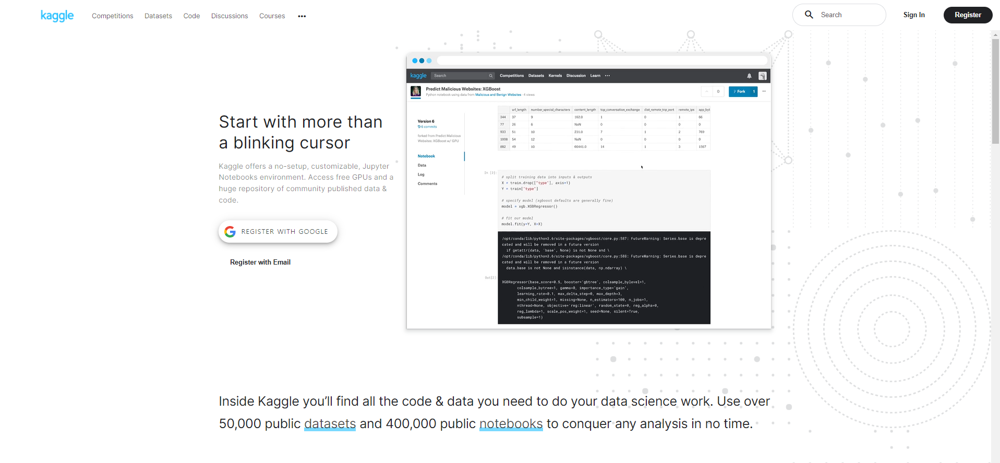 kaggle Competitions Datasets Code Discussions Courses ••• Search Sign In Register
Start with more than
a blinking cursor
Kaggle offers a no-setup, customizable, Jupyter
Notebooks environment. Access free GPUs and a
huge repository of community published data &
code.
REGISTER WITH GOOGLE
Register with Email
kaggle Search Competitions Datasets Kernels Discussion Learn •••
Predict Malicious Websites: XGBoost
Python notebook using data from Malicious and Benign Websites · 4 views
0 Fork 1
Version 6
6 commits
forked from Predict Malicious
Websites: XGBoost w/ GPU
Notebook
Data
Log
Comments
url_length number_special_characters content_length tcp_conversation_exchange dist_remote_tcp_port remote_ips app_byt
344 37 9 162.0 1 0 1 66
77 26 6 NaN 0 0 0 0
933 51 10 231.0 7 1 2 769
1008 54 12 NaN 0 0 0 0
882 49 10 66441.0 14 1 3 1567
In [2]:
# split training data into inputs & outputs
X = train.drop(["type"], axis=1)
Y = train["type"]
# specify model (xgboost defaults are generally fine)
model = xgb.XGBRegressor()
# fit our model
model.fit(y=Y, X=X)
/opt/conda/lib/python3.6/site-packages/xgboost/core.py:587: FutureWarning: Series.base is depre
cated and will be removed in a future version
if getattr(data, 'base', None) is not None and \
/opt/conda/lib/python3.6/site-packages/xgboost/core.py:588: FutureWarning: Series.base is depre
cated and will be removed in a future version
data.base is not None and isinstance(data, np.ndarray) \
Out[2]:
XGBRegressor(base_score=0.5, booster='gbtree', colsample_bylevel=1,
colsample_bytree=1, gamma=0, importance_type='gain',
learning_rate=0.1, max_delta_step=0, max_depth=3,
min_child_weight=1, missing=None, n_estimators=100, n_jobs=1,
nthread=None, objective='reg:linear', random_state=0, reg_alpha=0,
reg_lambda=1, scale_pos_weight=1, seed=None, silent=True,
subsample=1)
Inside Kaggle you’ll find all the code & data you need to do your data science work. Use over
50,000 public datasets and 400,000 public notebooks to conquer any analysis in no time.